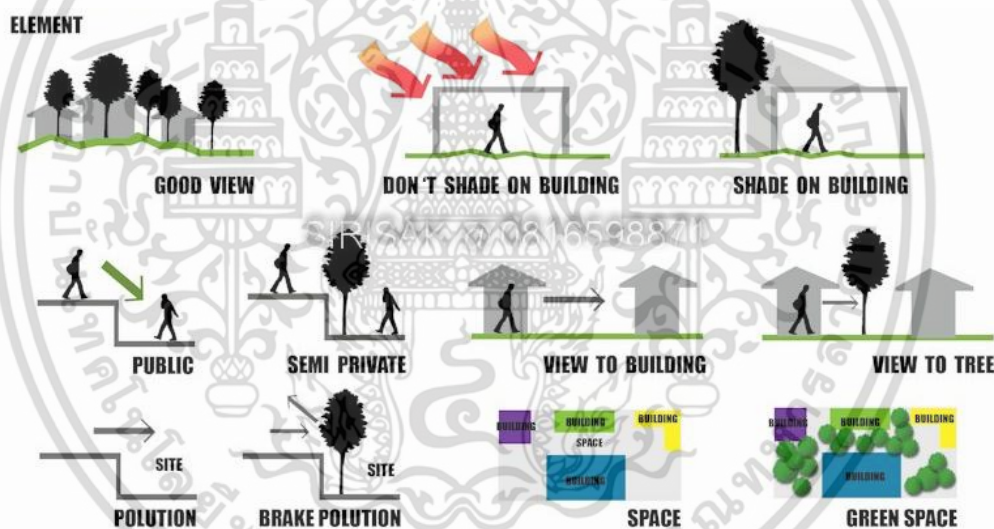 ELEMENT
GOOD VIEW
DON'T SHADE ON BUILDING
SHADE ON BUILDING
PUBLIC
SEMI PRIVATE
VIEW TO BUILDING
VIEW TO TREE
SITE
POLUTION
SITE
BRAKE POLUTION
BUILDING
BUILDING
BUILDING
SPACE
BUILDING
SPACE
BUILDING
BUILDING
BUILDING
BUILDING
GREEN SPACE